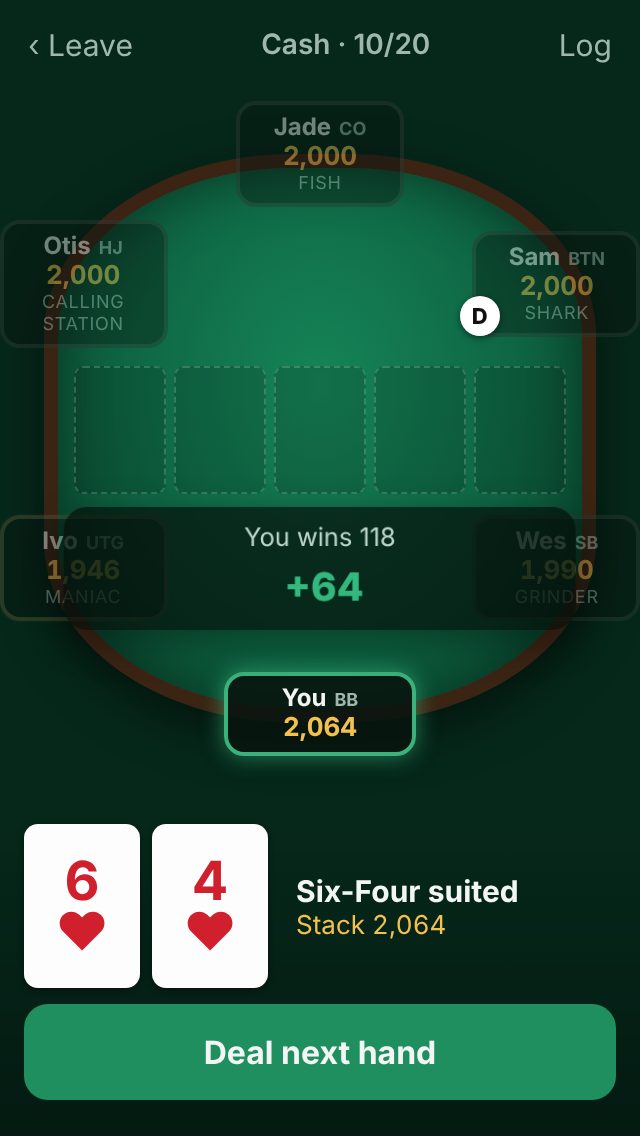 ‹ Leave
Cash · 10/20
Log
Jade CO
2,000
FISH
Otis HJ
2,000
CALLING
STATION
Sam BTN
2,000
SHARK
D
Ivo UTG
1,946
MANIAC
You wins 118
+64
Wes SB
1,990
GRINDER
You BB
2,064
6
4
Six-Four suited
Stack 2,064
Deal next hand